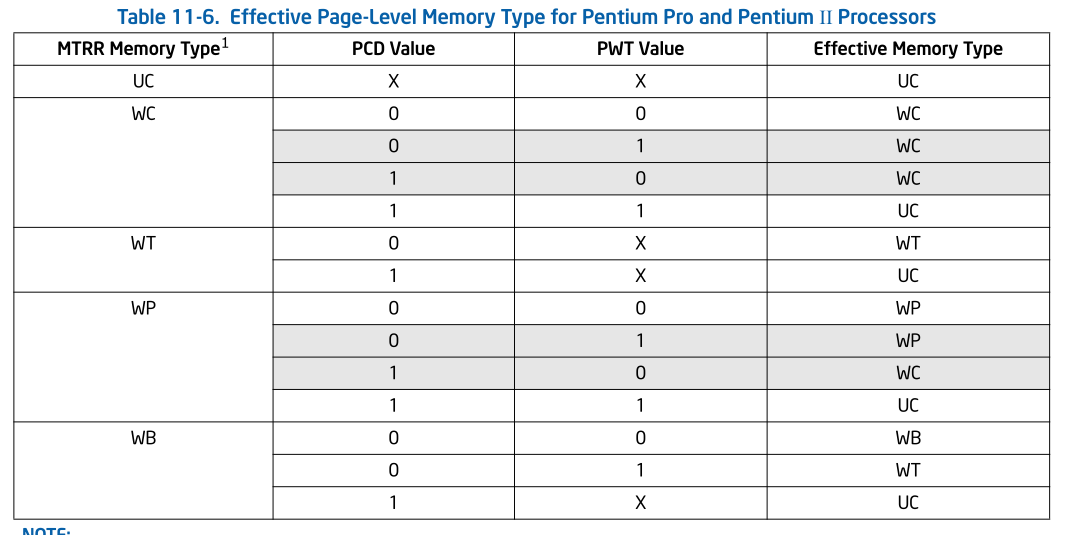 Table 11-6. Effective Page-Level Memory Type for Pentium Pro and Pentium II Processors
MTRR Memory Type1 PCD Value PWT Value Effective Memory Type
UC X X UC
WC 0 0 WC
0 1 WC
1 0 WC
1 1 UC
WT 0 X WT
1 X UC
WP 0 0 WP
0 1 WP
1 0 WC
1 1 UC
WB 0 0 WB
0 1 WT
1 X UC
NOTE: